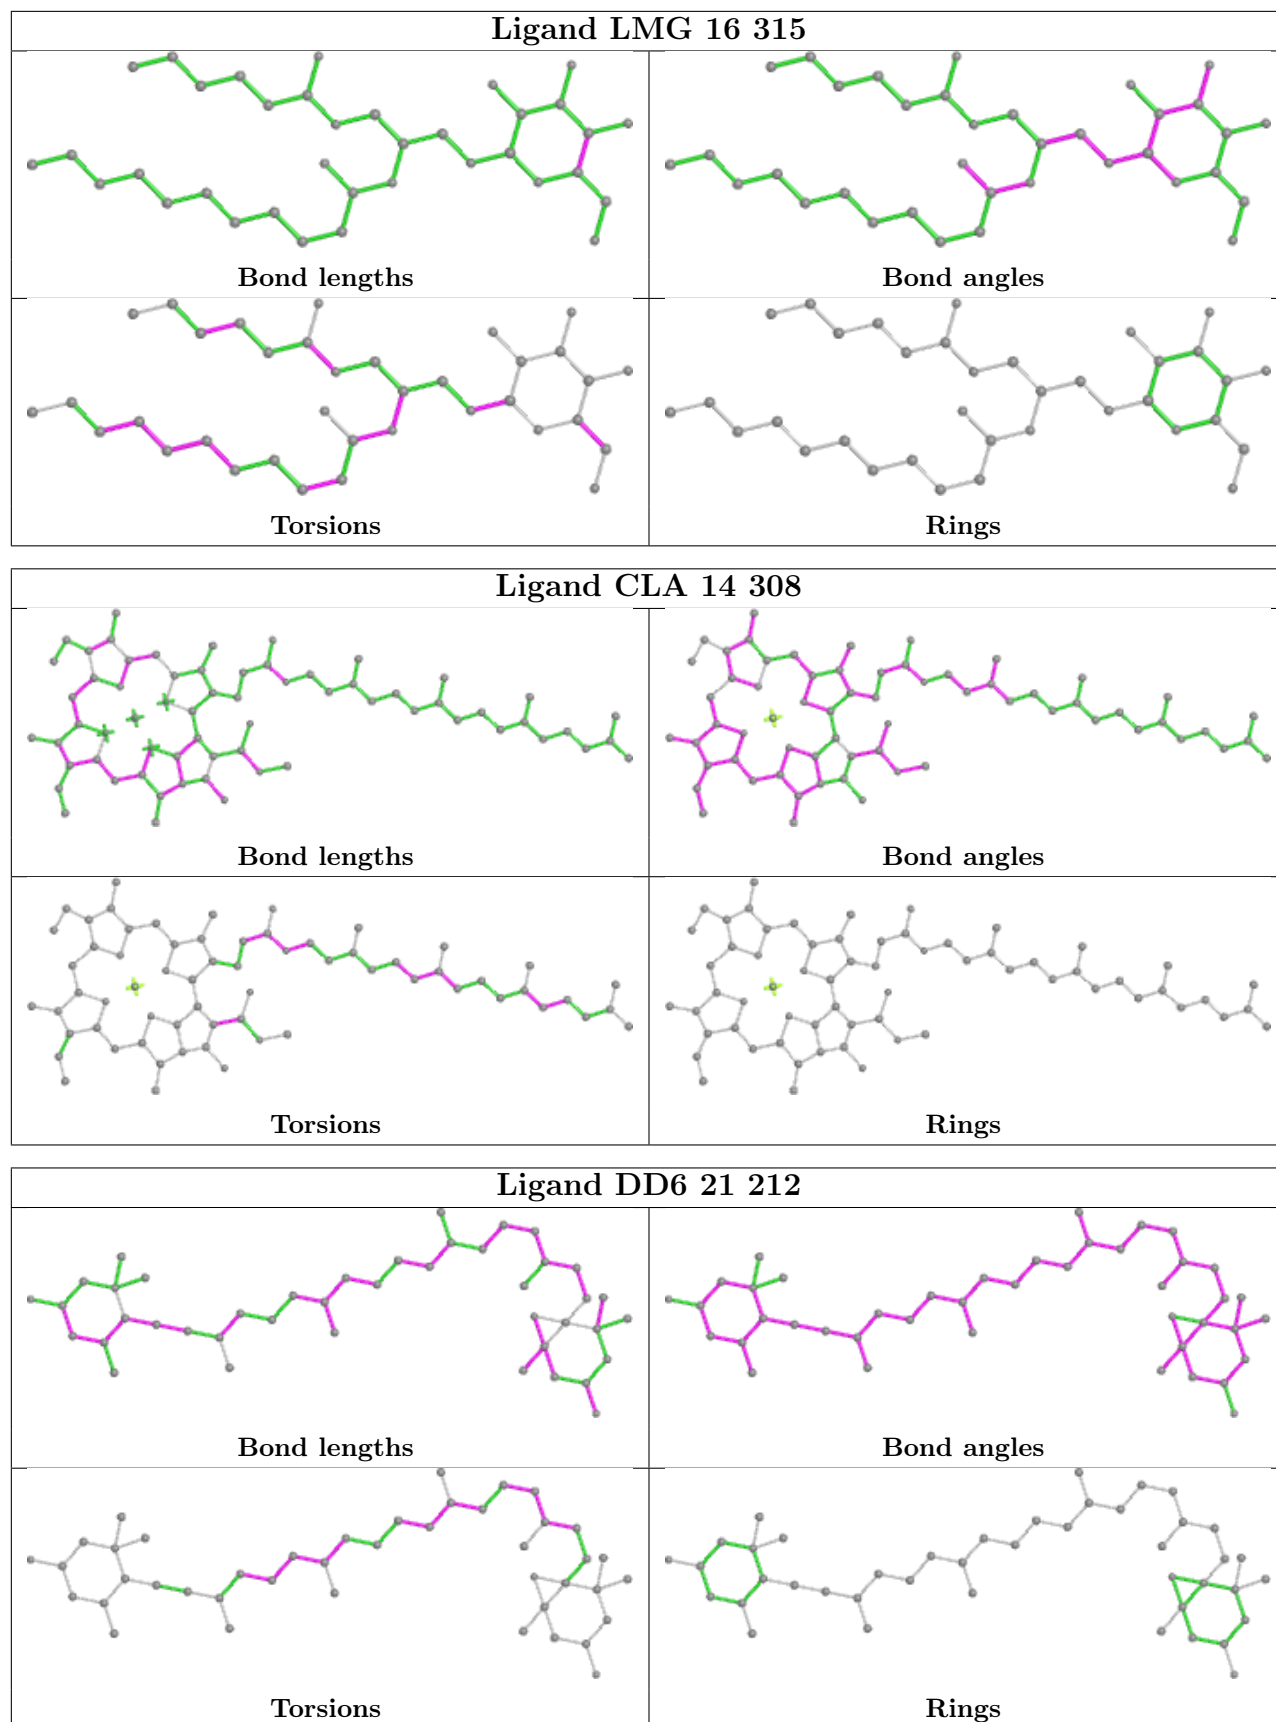 Ligand LMG 16 315
Bond lengths
Bond angles
Torsions
Rings
Ligand CLA 14 308
Bond lengths
Bond angles
Torsions
Rings
Ligand DD6 21 212
Bond lengths
Bond angles
Torsions
Rings